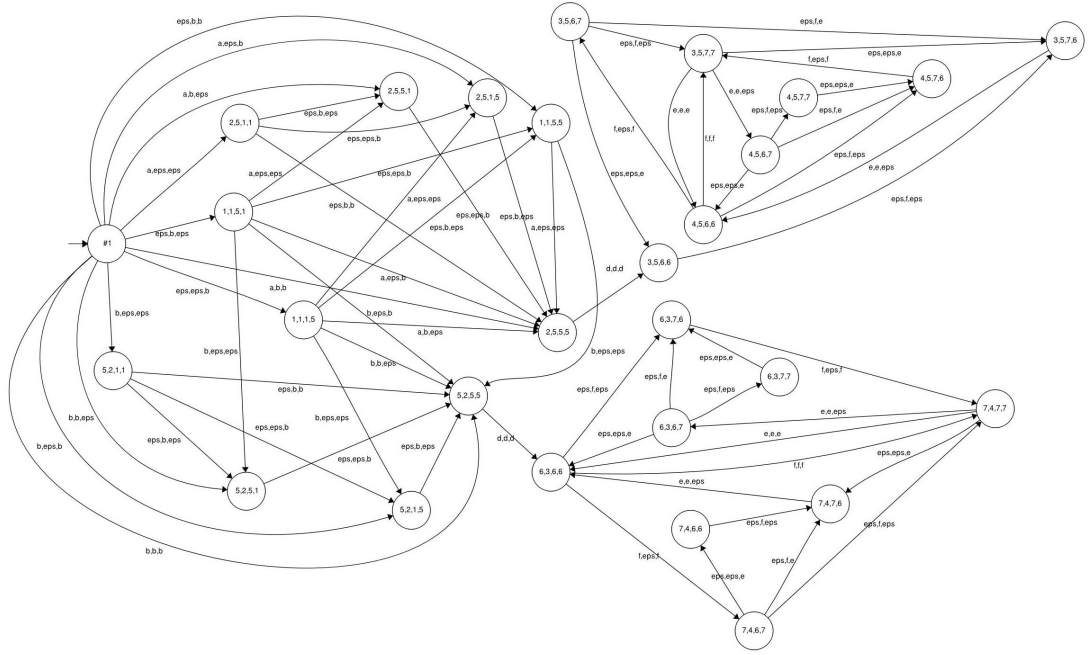 eps,b,b
3,5,6,7
eps,f,e
a,eps,b
eps,f,eps
3,5,7,6
3,5,7,7
eps,eps,e
f,eps,f
4,5,7,6
a,b,eps
2,5,5,1
2,5,1,5
e,e,eps
eps,eps,e
4,5,7,7
eps,b,eps
2,5,1,1
1,1,5,5
e,e,e
eps,f,eps
eps,f,e
f,eps,f
f,f,f
eps,eps,b
4,5,6,7
eps,f,eps
a,eps,eps
a,eps,eps
eps,eps,b
eps,eps,e
e,e,eps
eps,eps,e
eps,b,b
a,eps,eps
eps,f,eps
1,1,5,1
eps,eps,b
eps,b,eps
eps,b,eps
a,eps,eps
4,5,6,6
eps,b,eps
#1
3,5,6,6
d,d,d
a,eps,b
a,b,b
eps,eps,b
b,eps,eps
b,eps,b
1,1,1,5
a,b,eps
2,5,5,5
6,3,7,6
b,eps,eps
b,eps,eps
eps,eps,e
b,b,eps
f,eps,f
5,2,1,1
eps,f,e
6,3,7,7
eps,b,b
5,2,5,5
eps,f,eps
eps,f,eps
7,4,7,7
b,b,eps
b,eps,eps
e,e,eps
eps,eps,b
6,3,6,7
eps,eps,e
e,e,e
b,eps,b
eps,b,eps
eps,b,eps
d,d,d
eps,eps,e
eps,eps,b
f,f,f
6,3,6,6
e,e,eps
5,2,5,1
5,2,1,5
7,4,7,6
eps,f,eps
7,4,6,6
eps,f,eps
b,b,b
f,eps,f
eps,f,e
eps,eps,e
7,4,6,7